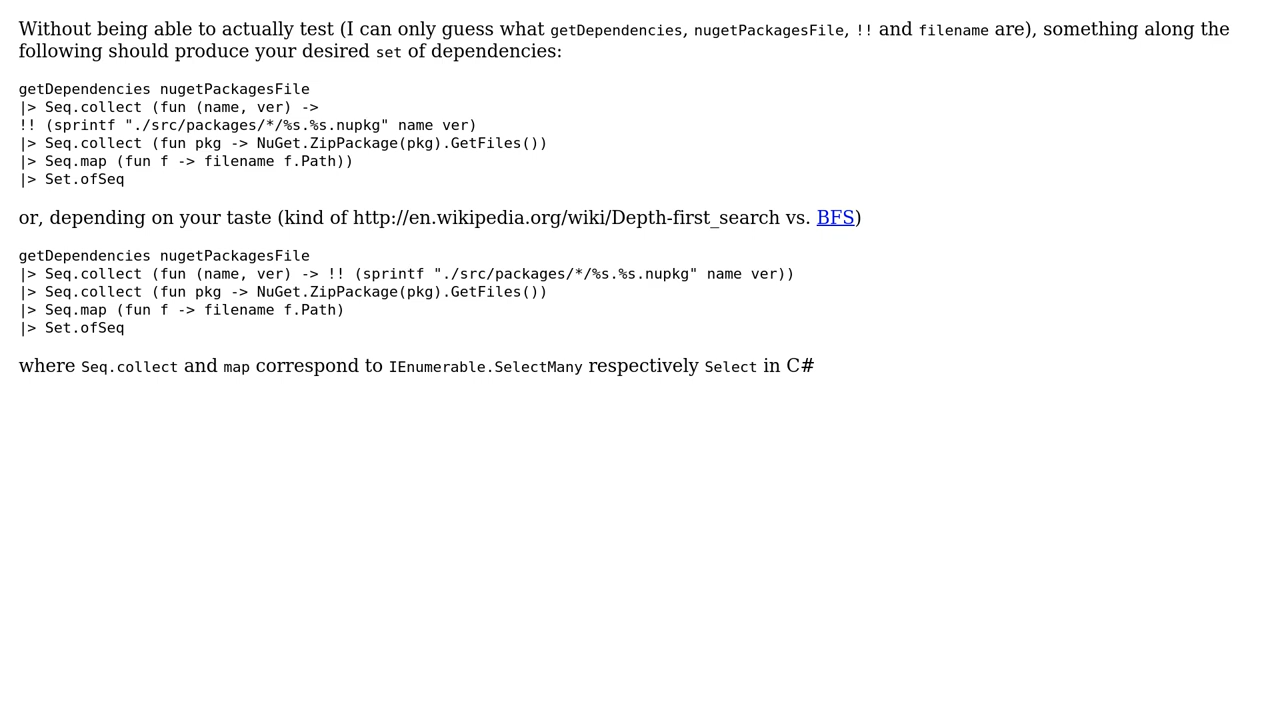 Without being able to actually test (I can only guess what getDependencies, nugetPackagesFile, !! and filename are), something along the
following should produce your desired set of dependencies:
getDependencies nugetPackagesFile
|> Seq.collect (fun (name, ver) ->
!! (sprintf "./src/packages/*/%s.%s.nupkg" name ver)
|> Seq.collect (fun pkg -> NuGet.ZipPackage(pkg).GetFiles())
|> Seq.map (fun f -> filename f.Path))
|> Set.ofSeq
or, depending on your taste (kind of http://en.wikipedia.org/wiki/Depth-first_search vs. BFS)
getDependencies nugetPackagesFile
|> Seq.collect (fun (name, ver) -> !! (sprintf "./src/packages/*/%s.%s.nupkg" name ver))
|> Seq.collect (fun pkg -> NuGet.ZipPackage(pkg).GetFiles())
|> Seq.map (fun f -> filename f.Path)
|> Set.ofSeq
where Seq.collect and map correspond to IEnumerable.SelectMany respectively Select in C#